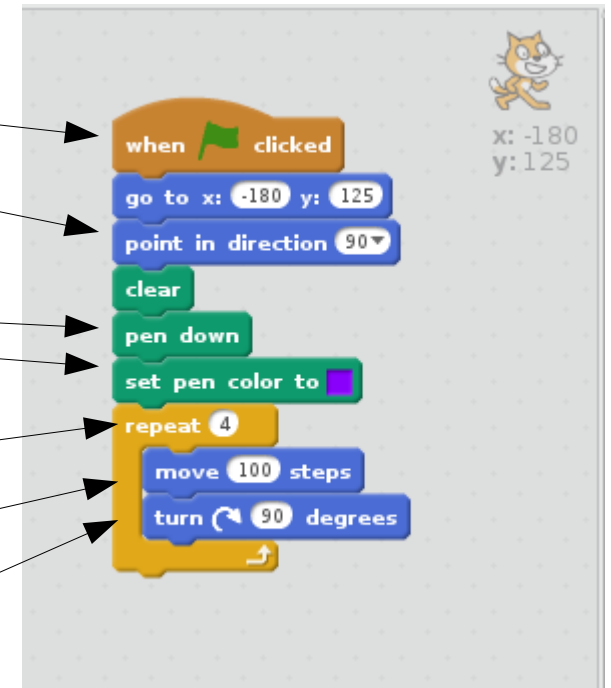 when clicked
go to x: -180 y: 125
point in direction 90
clear
pen down
set pen color to
repeat 4
move 100 steps
turn 90 degrees
x: -180
y: 125